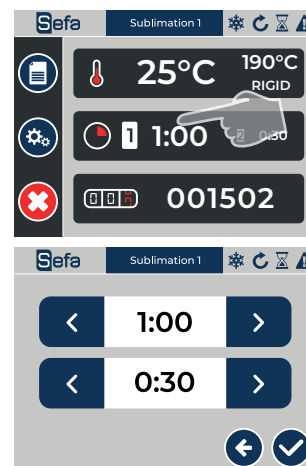 Sefa Sublimation 1
25°C 190°C
RIGID
1 1:00 2 0:30
001502
Sefa Sublimation 1
1:00
0:30